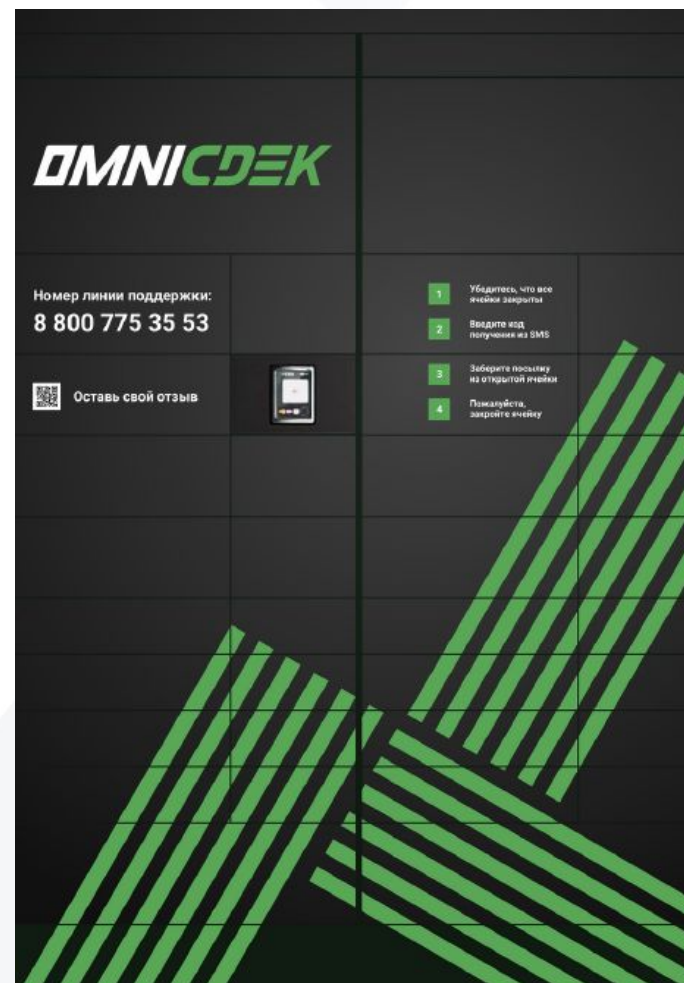 OMNICDEK
Номер линии поддержки:
8 800 775 35 53
Оставь свой отзыв
1
Убедитесь, что все
ячейки закрыты
2
Введите код
получения из SMS
3
Заберите посылку
из открытой ячейки
4
Пожалуйста,
закройте ячейку